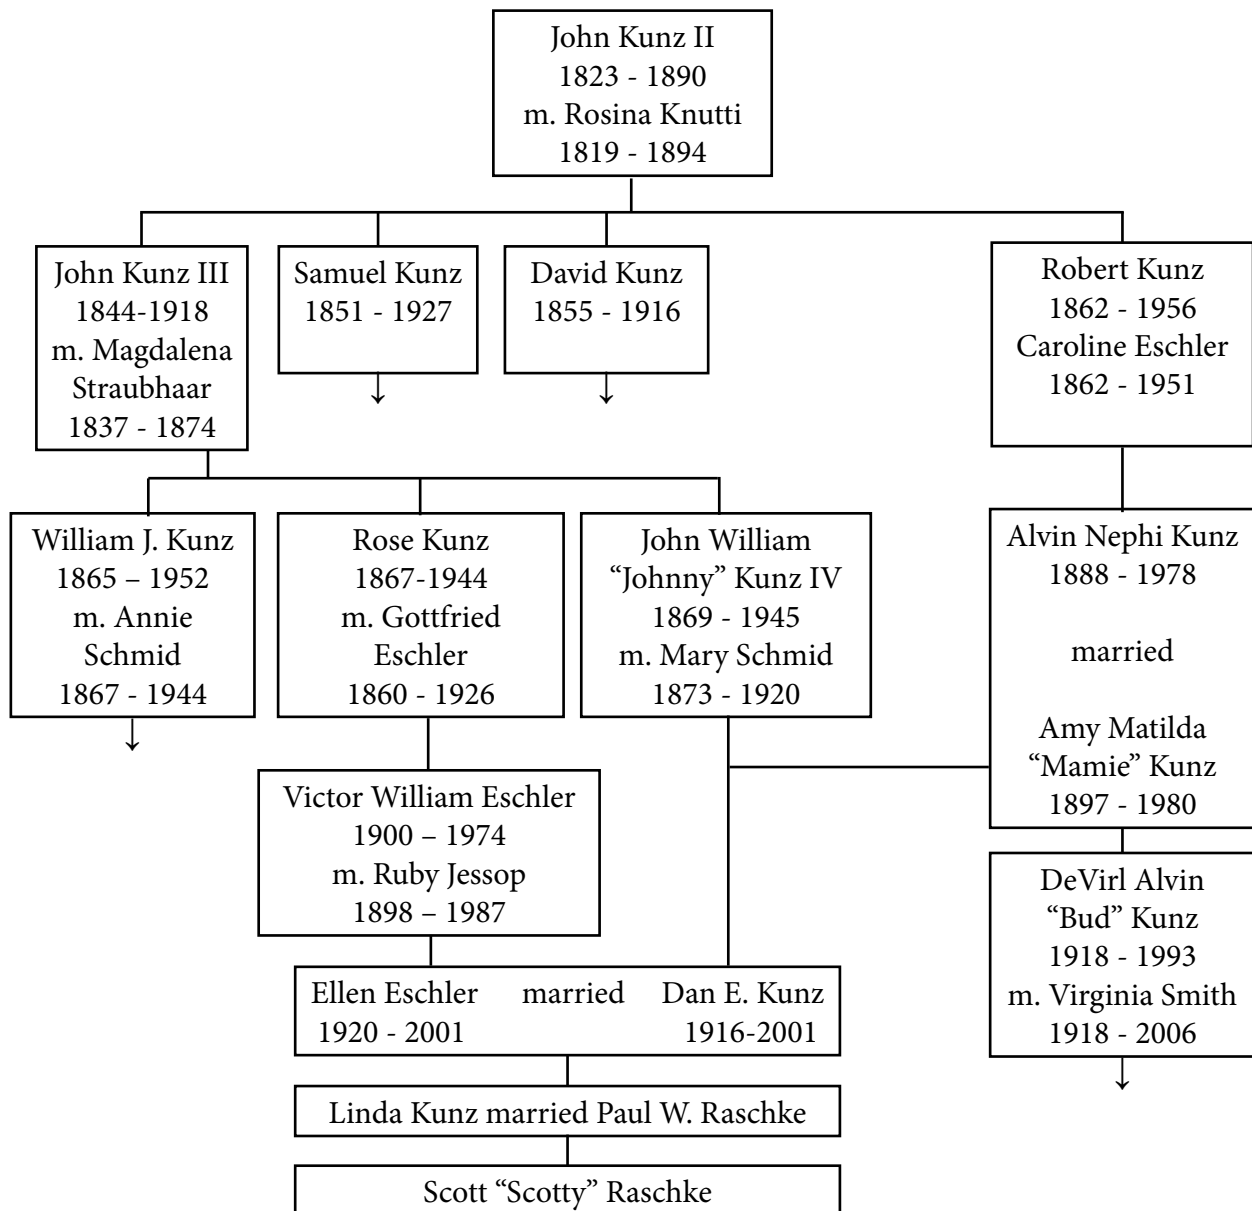 John Kunz II
1823 - 1890
m. Rosina Knutti
1819 - 1894
John Kunz III
1844-1918
m. Magdalena
Straubhaar
1837 - 1874
Samuel Kunz
1851 - 1927
David Kunz
1855 - 1916
Robert Kunz
1862 - 1956
Caroline Eschler
1862 - 1951
William J. Kunz
1865 – 1952
m. Annie
Schmid
1867 - 1944
Rose Kunz
1867-1944
m. Gottfried
Eschler
1860 - 1926
John William
“Johnny” Kunz IV
1869 - 1945
m. Mary Schmid
1873 - 1920
Alvin Nephi Kunz
1888 - 1978
married
Amy Matilda
“Mamie” Kunz
1897 - 1980
Victor William Eschler
1900 – 1974
m. Ruby Jessop
1898 – 1987
DeVirl Alvin
“Bud” Kunz
1918 - 1993
m. Virginia Smith
1918 - 2006
Ellen Eschler married Dan E. Kunz
1920 - 2001 1916-2001
Linda Kunz married Paul W. Raschke
Scott “Scotty” Raschke